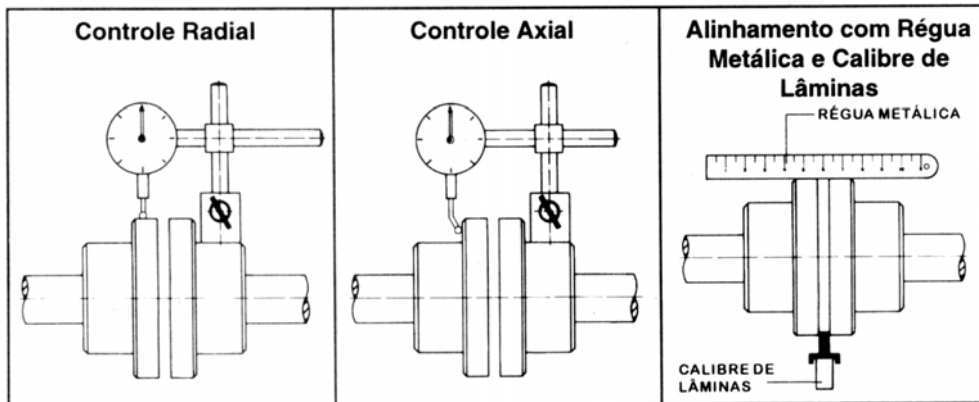 Controle Radial
Controle Axial
Alinhamento com Régua
Metálica e Calibre de
Lâminas
RÉGUA METÁLICA
CALIBRE DE
LÂMINAS